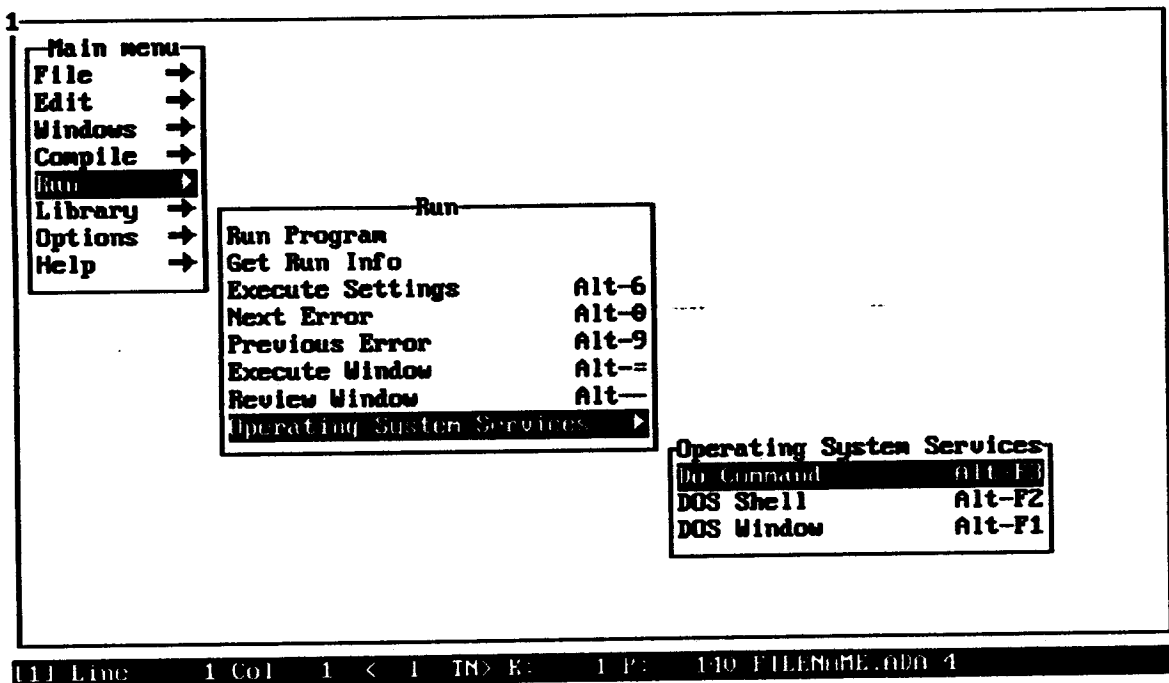 1
Main menu
File →
Edit →
Windows →
Compile →
Run ►
Library →
Options →
Help →
Run
Run Program
Get Run Info
Execute Settings Alt-6
Next Error Alt-0
Previous Error Alt-9
Execute Window Alt-=
Review Window Alt--
Operating System Services ►
Operating System Services
Do Command Alt-F3
DOS Shell Alt-F2
DOS Window Alt-F1
[1] Line 1 Col 1 < 1 K: 1 P: 140 FILENAME.ADA 4